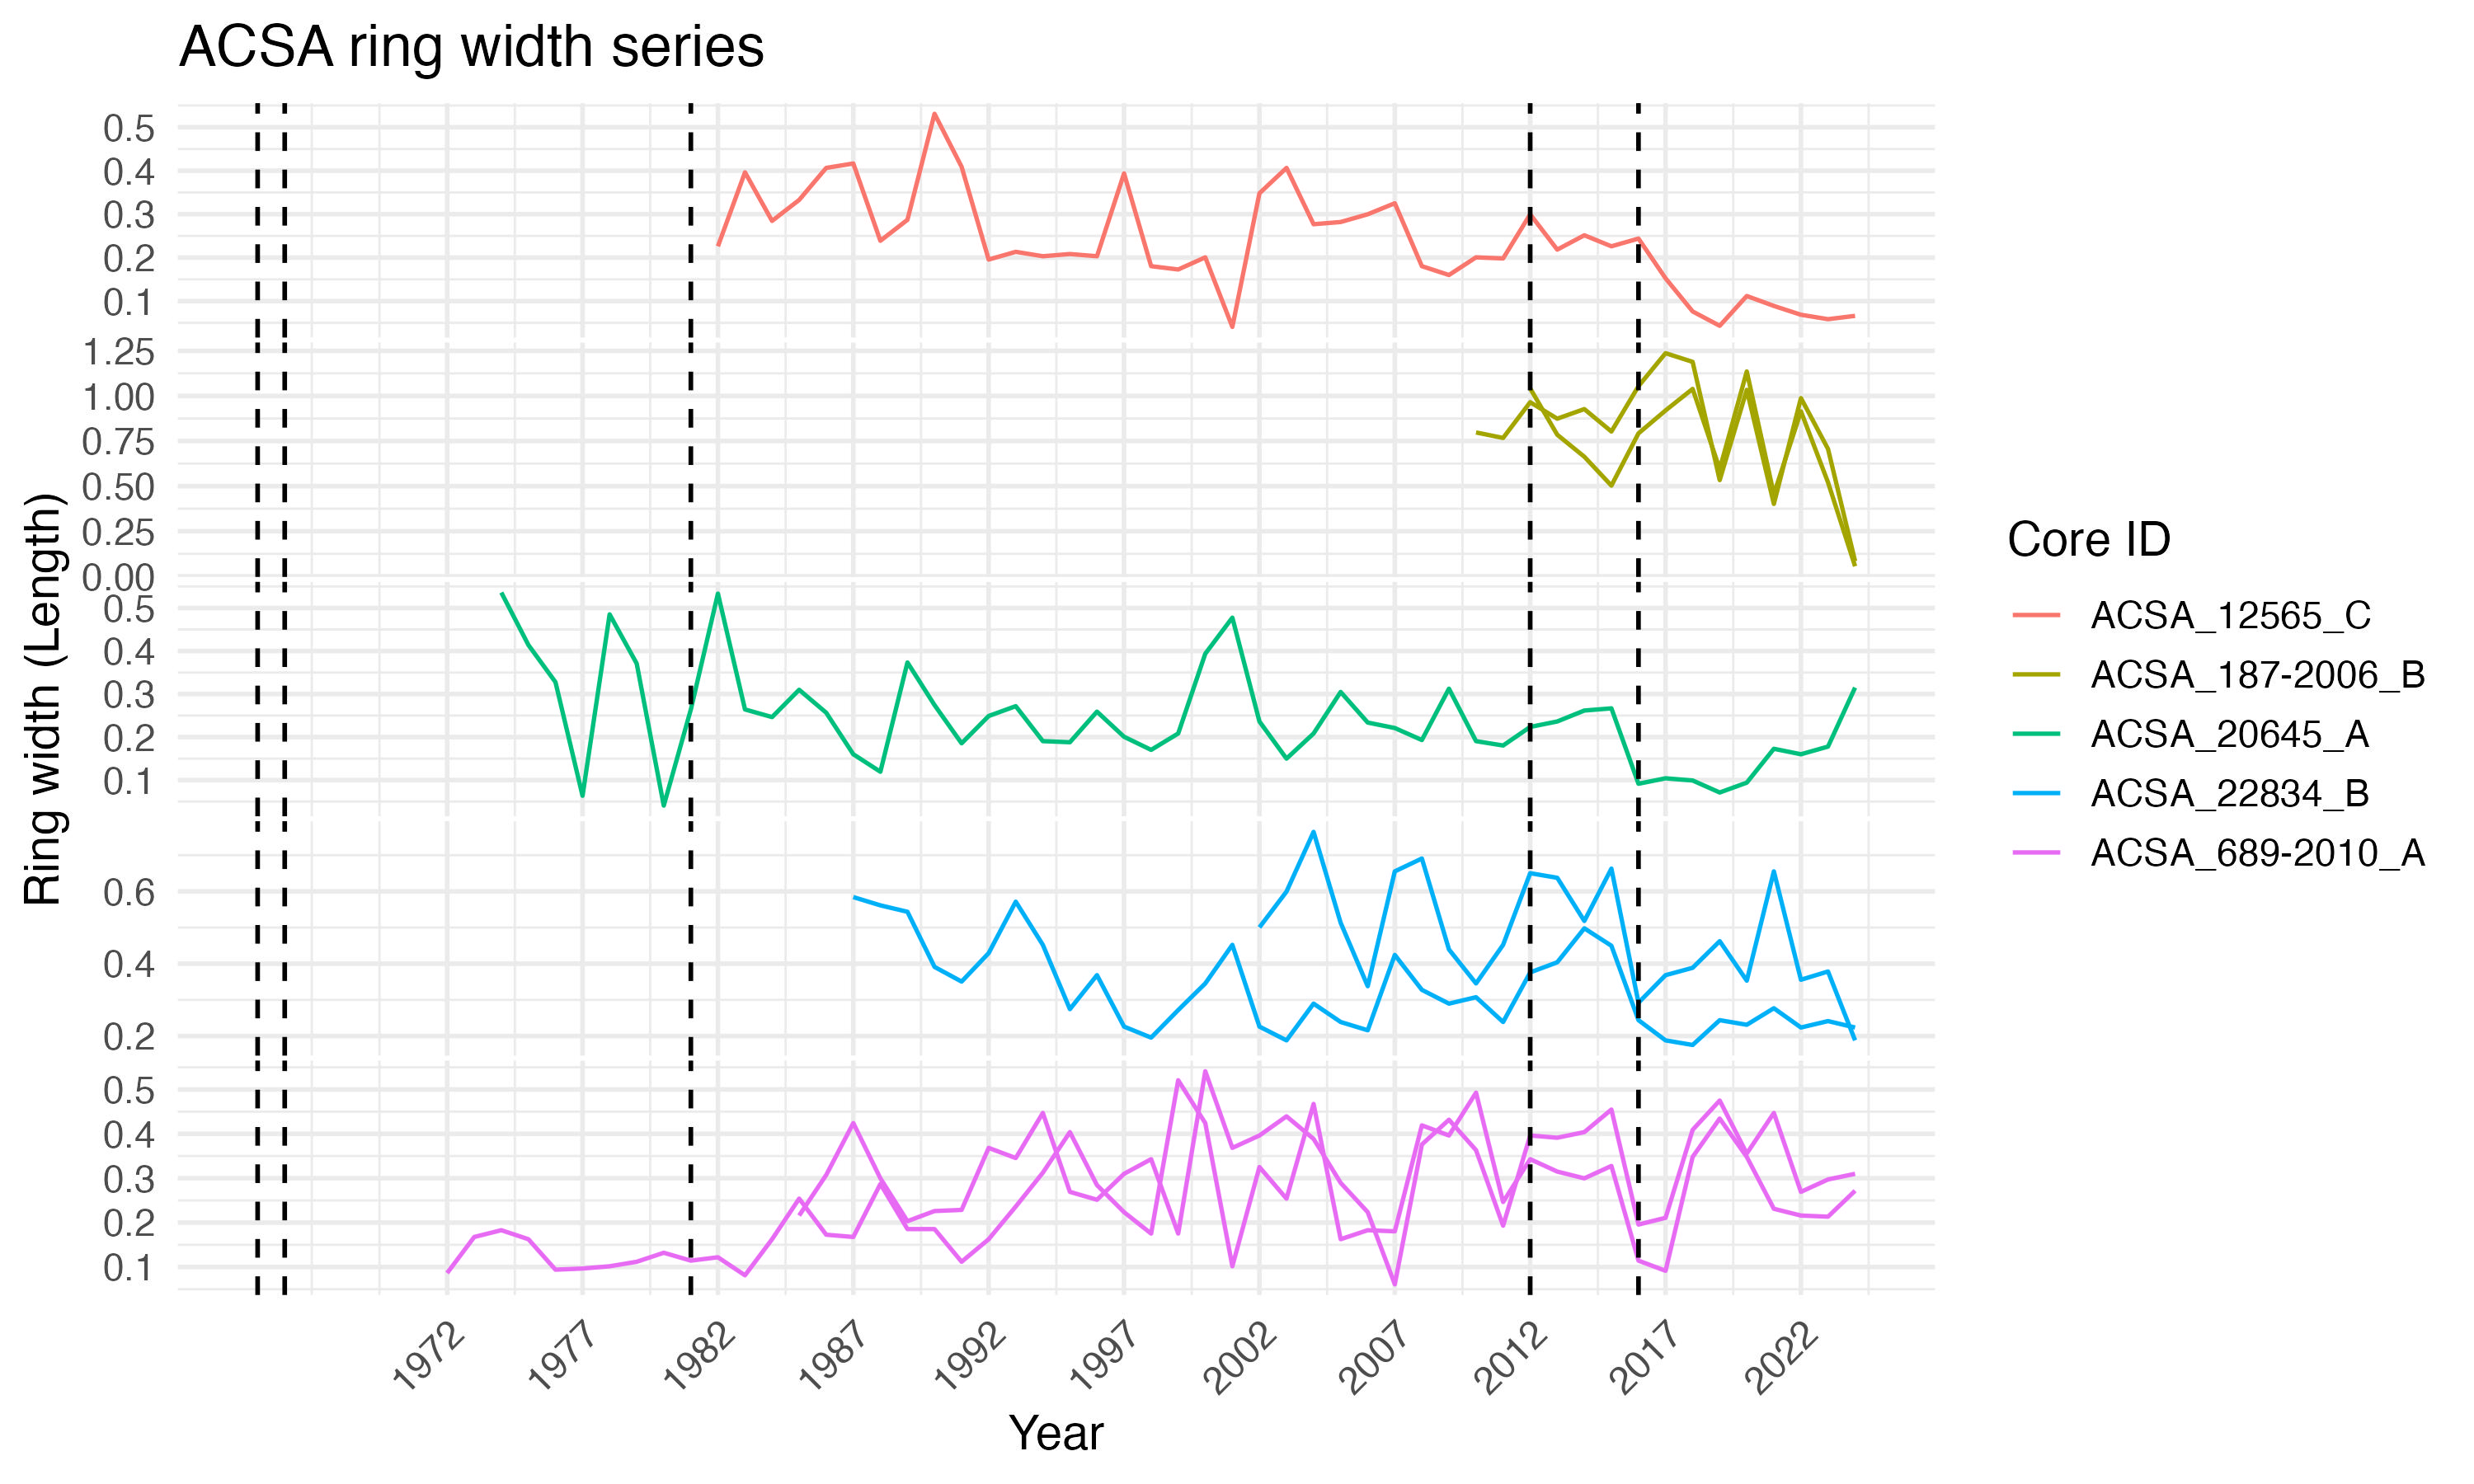 ACSA ring width series
Ring width (Length)
0.5
0.4
0.3
0.2
0.1
1.25
1.00
0.75
0.50
0.25
0.00
0.5
0.4
0.3
0.2
0.1
0.6
0.4
0.2
0.5
0.4
0.3
0.2
0.1
1972 1977 1982 1987 1992 1997 2002 2007 2012 2017 2022
Year
Core ID
ACSA_12565_C
ACSA_187-2006_B
ACSA_20645_A
ACSA_22834_B
ACSA_689-2010_A